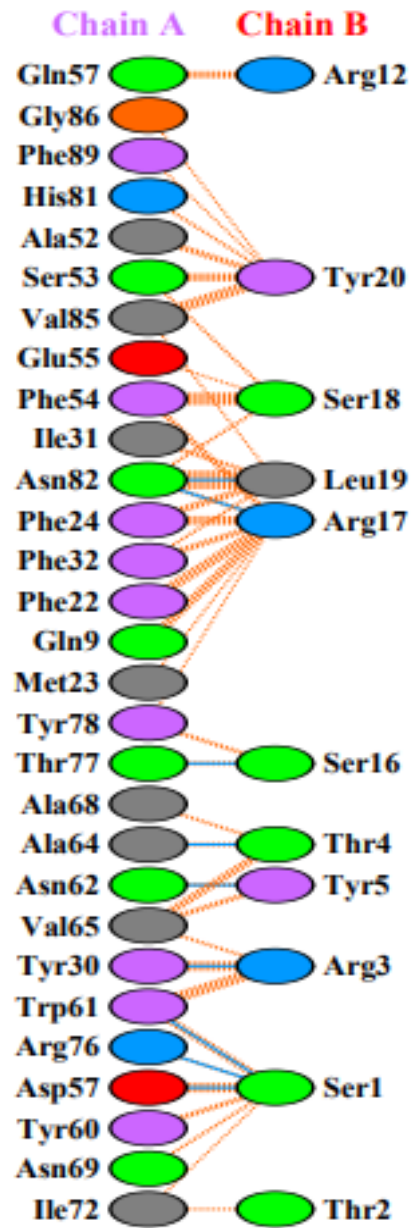 Chain A Chain B
Gln57 Arg12
Gly86
Phe89
His81
Ala52
Ser53 Tyr20
Val85
Glu55
Phe54 Ser18
Ile31
Asn82 Leu19
Phe24 Arg17
Phe32
Phe22
Gln9
Met23
Tyr78
Thr77 Ser16
Ala68
Ala64 Thr4
Asn62 Tyr5
Val65
Tyr30 Arg3
Trp61
Arg76
Asp57 Ser1
Tyr60
Asn69
Ile72 Thr2